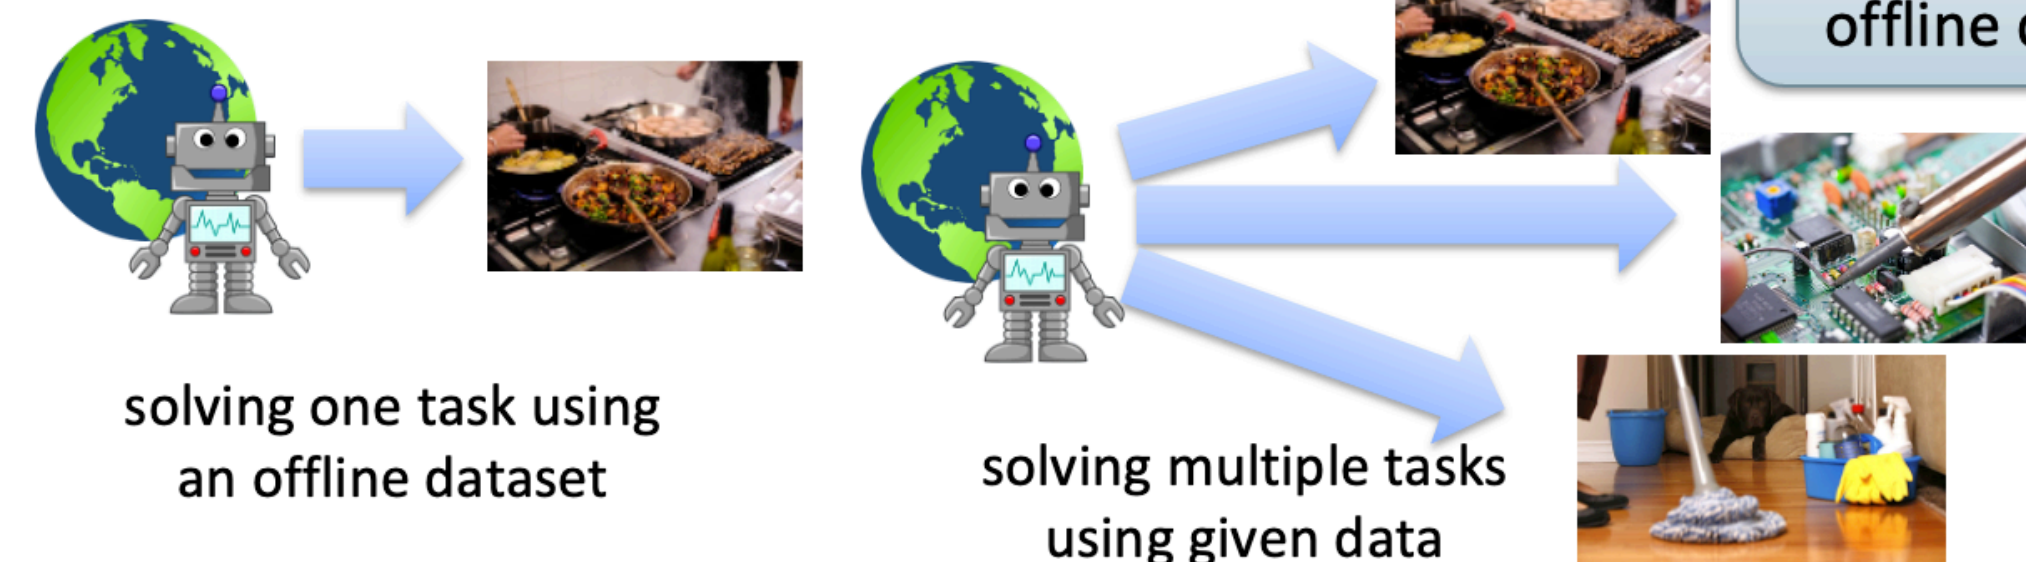 offline
solving one task using
an offline dataset
solving multiple tasks
using given data